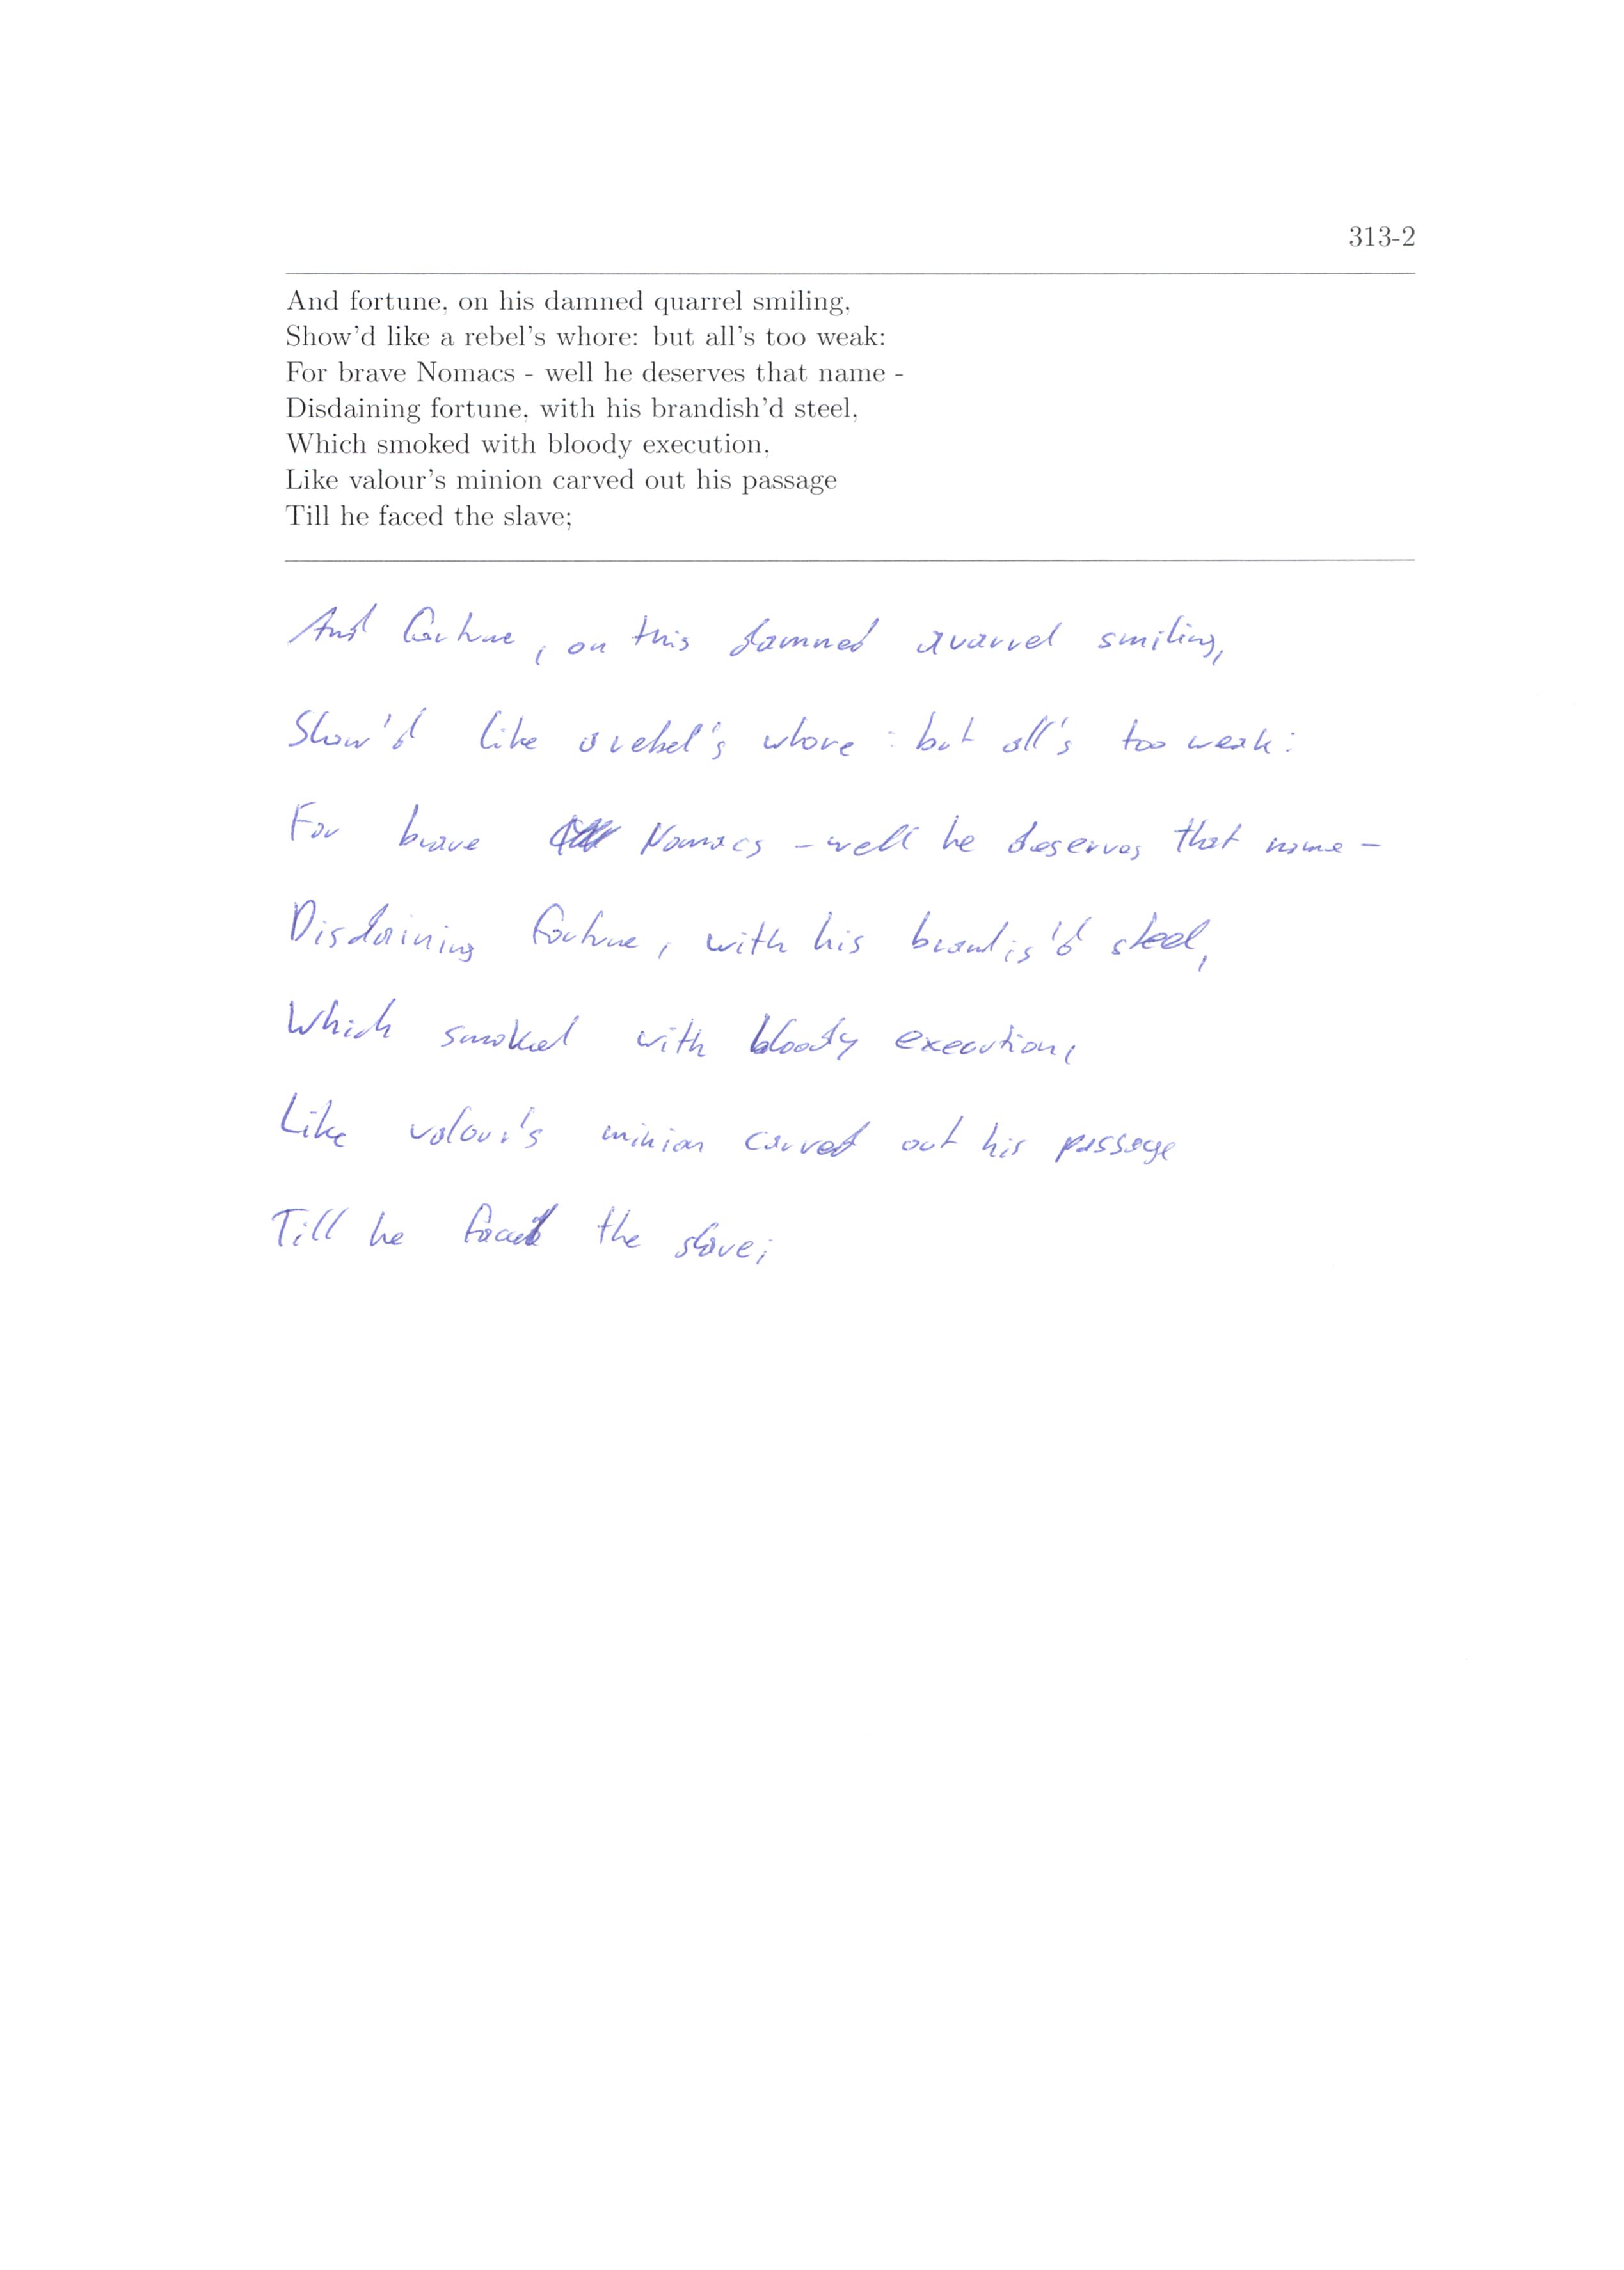 313-2
And fortune, on his damned quarrel smiling,
Show'd like a rebel's whore: but all's too weak:
For brave Nomacs - well he deserves that name -
Disdaining fortune, with his brandish'd steel,
Which smoked with bloody execution,
Like valour's minion carved out his passage
Till he faced the slave;
And fortune, on this damned quarrel smiling,
Show'd like a rebel's whore : but all's too weak:
For brave Nomacs - well he deserves that name -
Disdaining fortune, with his brandis'd steel,
Which smoked with bloody execution,
Like valour's minion carved out his passage
Till he faced the slave;